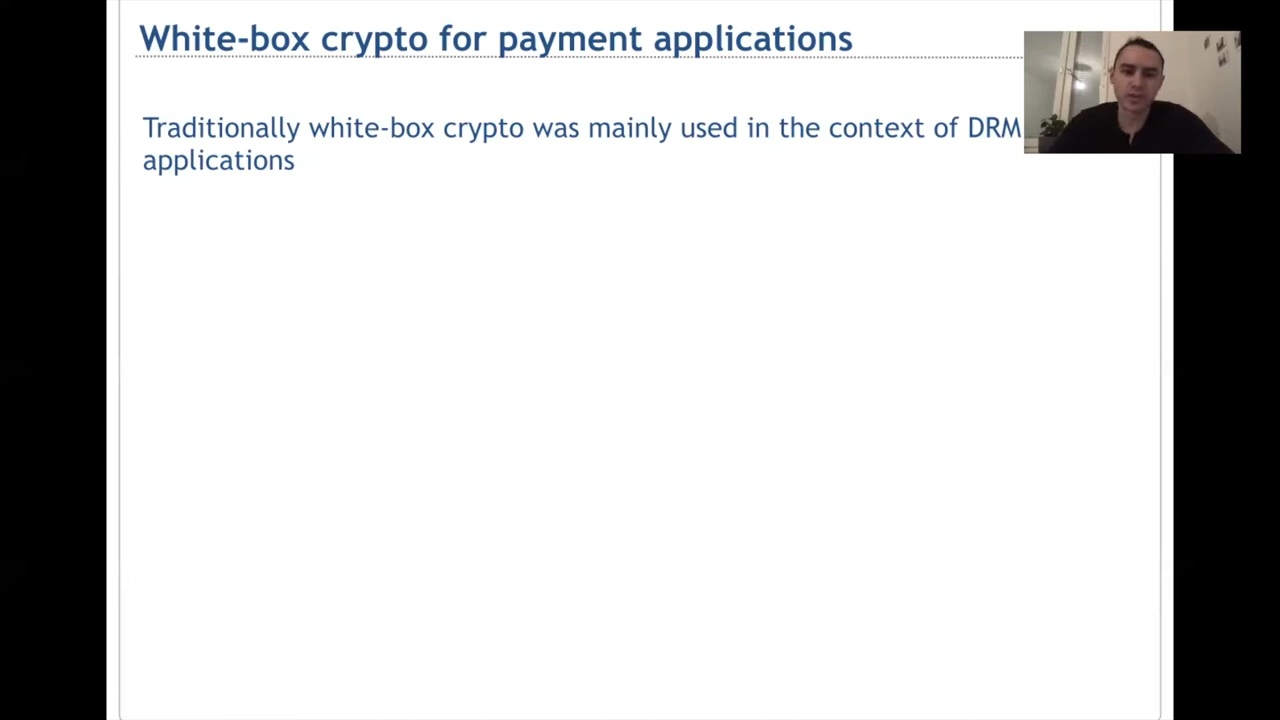 White-box crypto for payment applications
Traditionally white-box crypto was mainly used in the context of DRM
applications